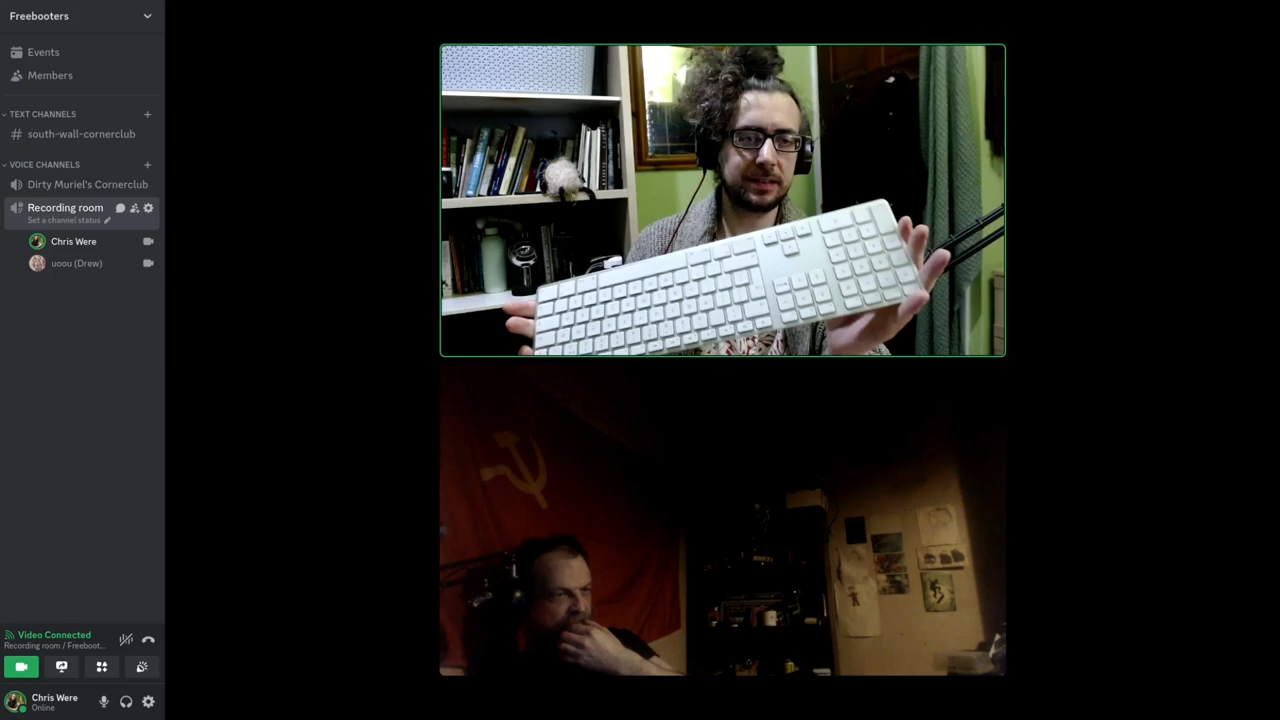 Freebooters
Events
Members
TEXT CHANNELS
south-wall-cornerclub
VOICE CHANNELS
Dirty Muriel's Cornerclub
Recording room
Set a channel status
Chris Were
uoou (Drew)
Video Connected
Recording room / Freeboot...
Chris Were
Online